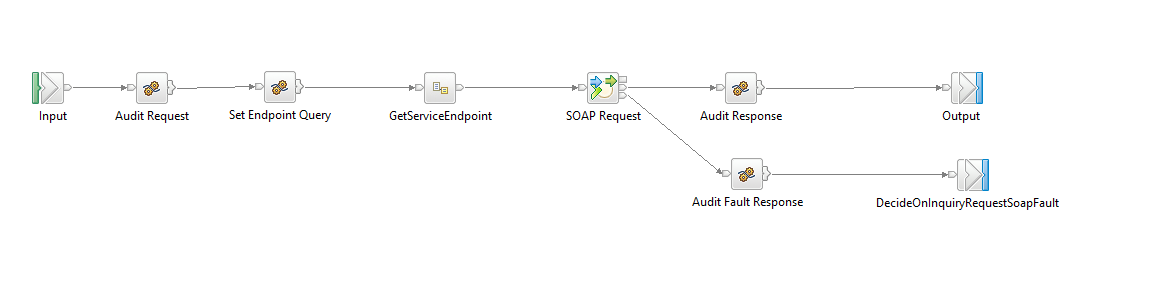 Input
Audit Request
Set Endpoint Query
GetServiceEndpoint
SOAP Request
Audit Response
Output
Audit Fault Response
DecideOnInquiryRequestSoapFault